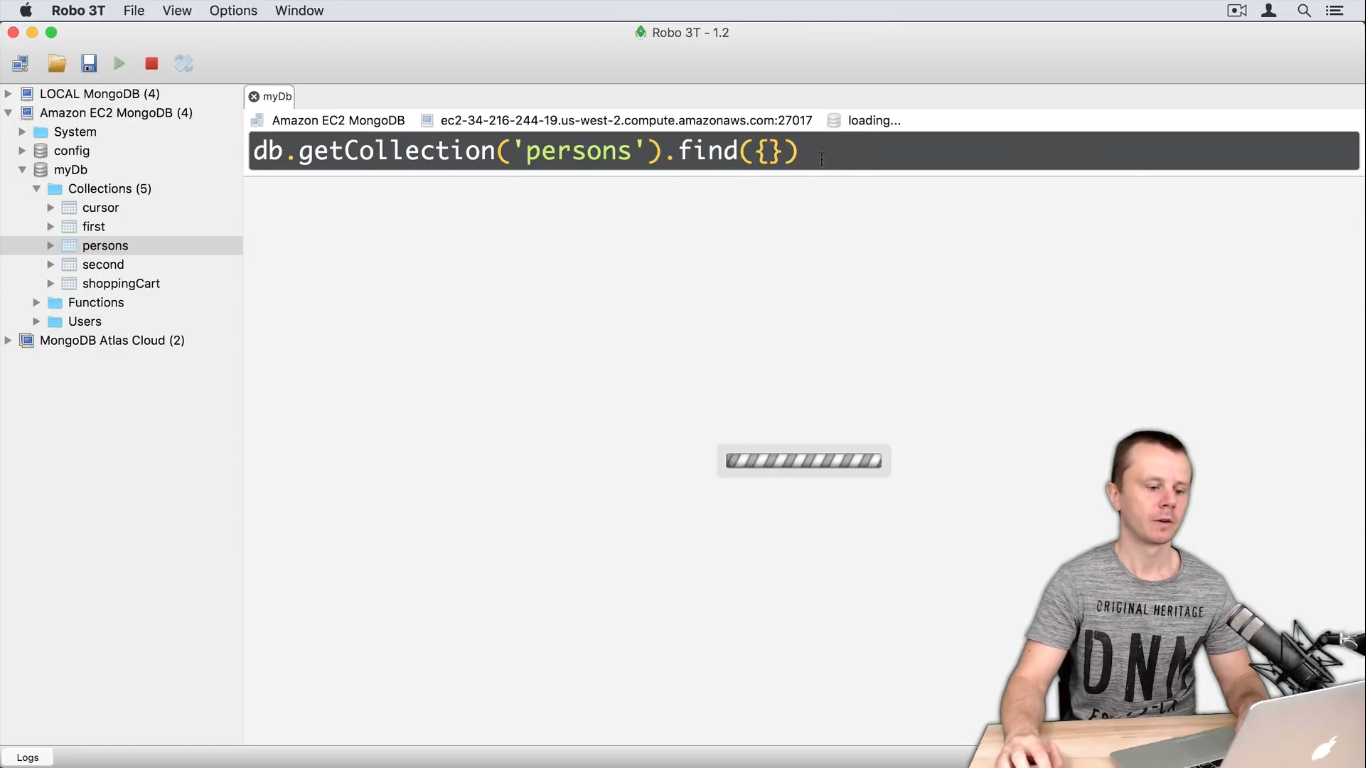 Robo 3T File View Options Window
Robo 3T - 1.2
LOCAL MongoDB (4)
Amazon EC2 MongoDB (4)
System
config
myDb
Collections (5)
cursor
first
persons
second
shoppingCart
Functions
Users
MongoDB Atlas Cloud (2)
myDb
Amazon EC2 MongoDB ec2-34-216-244-19.us-west-2.compute.amazonaws.com:27017 loading...
db.getCollection('persons').find({})
ORIGINAL HERITAGE
DNM
Logs